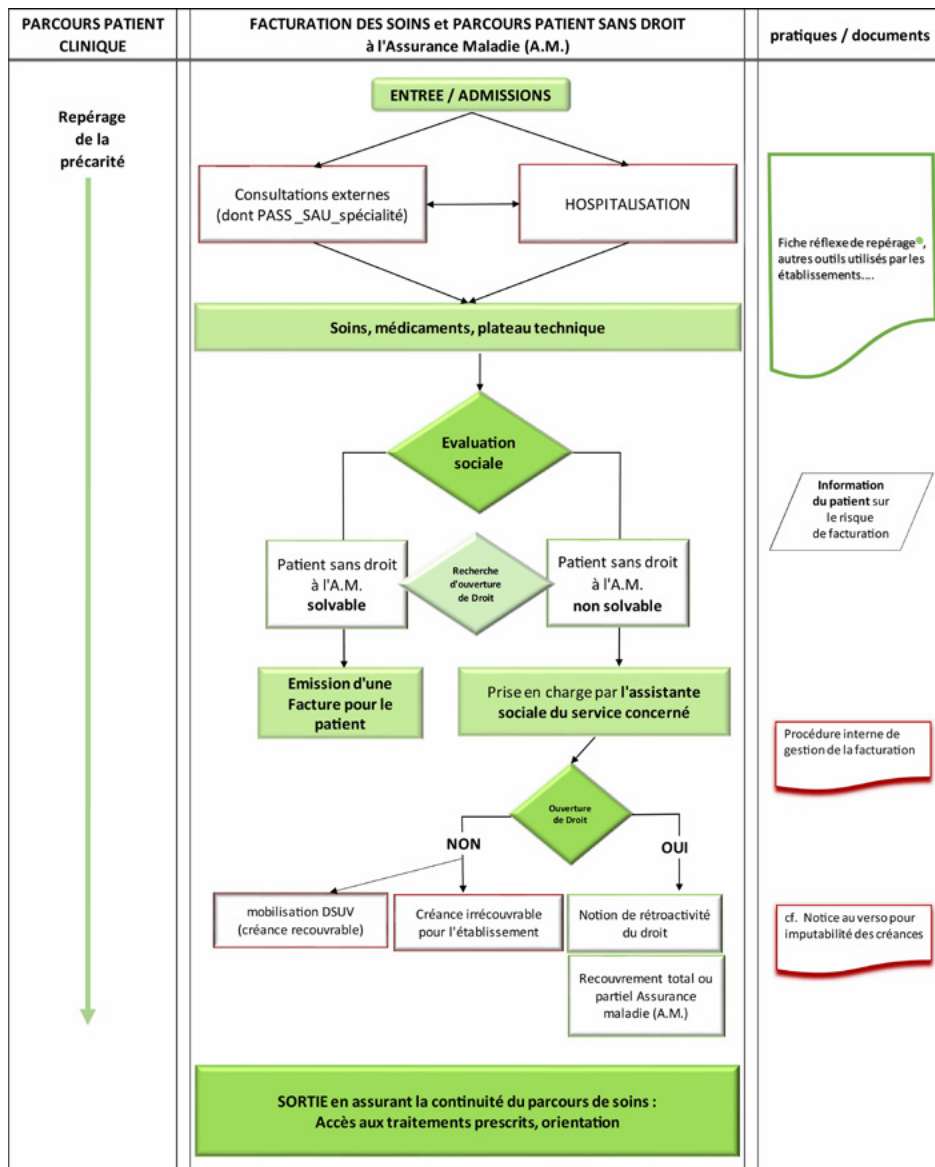 PARCOURS PATIENT
CLINIQUE
FACTURATION DES SOINS et PARCOURS PATIENT SANS DROIT
à l'Assurance Maladie (A.M.)
pratiques / documents
ENTREE / ADMISSIONS
Repérage
de la
précarité
Consultations externes
(dont PASS _SAU_spécialité)
HOSPITALISATION
Fiche réflexe de repérage,
autres outils utilisés par les
établissements....
Soins, médicaments, plateau technique
Evaluation
sociale
Information
du patient sur
le risque
de facturation
Patient sans droit
à l'A.M.
solvable
Recherche
d'ouverture
de Droit
Patient sans droit
à l'A.M.
non solvable
Emission d'une
Facture pour le
patient
Prise en charge par l'assistante
sociale du service concerné
Procédure interne de
gestion de la facturation
Ouverture
de Droit
NON
OUI
mobilisation DSUV
(créance recouvrable)
Créance irrécouvrable
pour l'établissement
Notion de rétroactivité
du droit
cf. Notice au verso pour
imputabilité des créances
Recouvrement total ou
partiel Assurance
maladie (A.M.)
SORTIE en assurant la continuité du parcours de soins :
Accès aux traitements prescrits, orientation